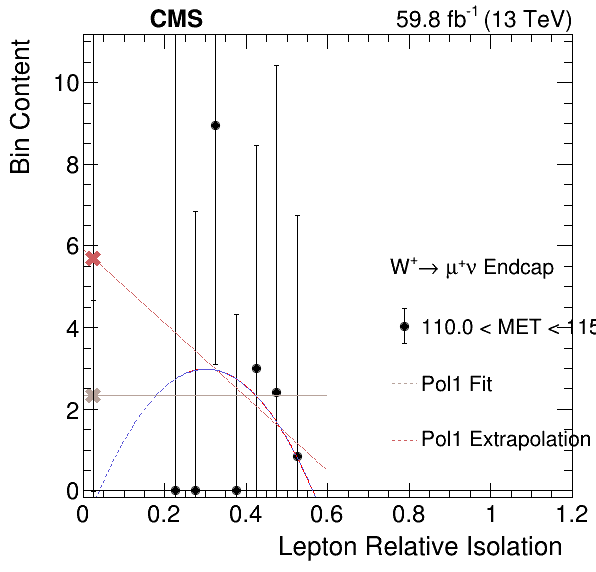 CMS 59.8 fb⁻¹ (13 TeV)
Bin Content
10
8
6
4
2
0
W⁺→ μ⁺ν Endcap
110.0 < MET < 115
Pol1 Fit
Pol1 Extrapolation
0 0.2 0.4 0.6 0.8 1 1.2
Lepton Relative Isolation